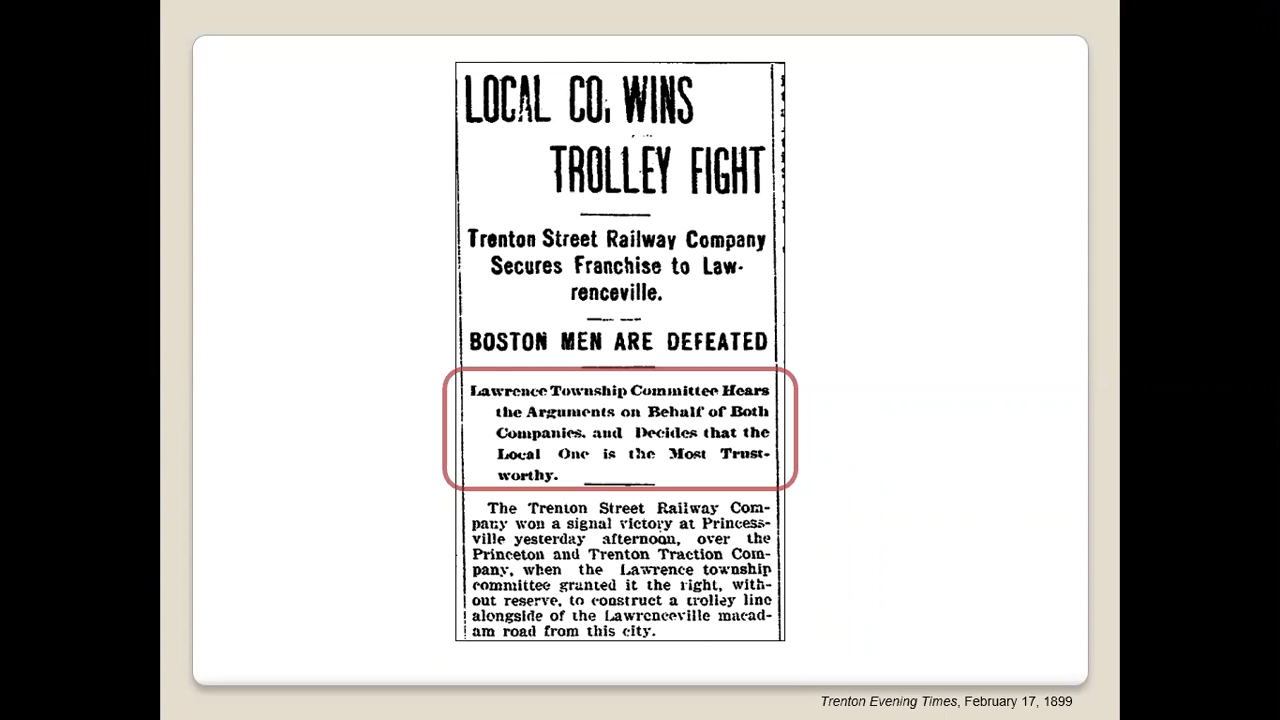 LOCAL CO. WINS
TROLLEY FIGHT
Trenton Street Railway Company
Secures Franchise to Law-
renceville.
BOSTON MEN ARE DEFEATED
Lawrence Township Committee Hears
the Arguments on Behalf of Both
Companies, and Decides that the
Local One is the Most Trust-
worthy.
The Trenton Street Railway Com-
pany won a signal victory at Princess-
ville yesterday afternoon, over the
Princeton and Trenton Traction Com-
pany, when the Lawrence township
committee granted it the right, with-
out reserve, to construct a trolley line
alongside of the Lawrenceville macad-
am road from this city.
Trenton Evening Times, February 17, 1899